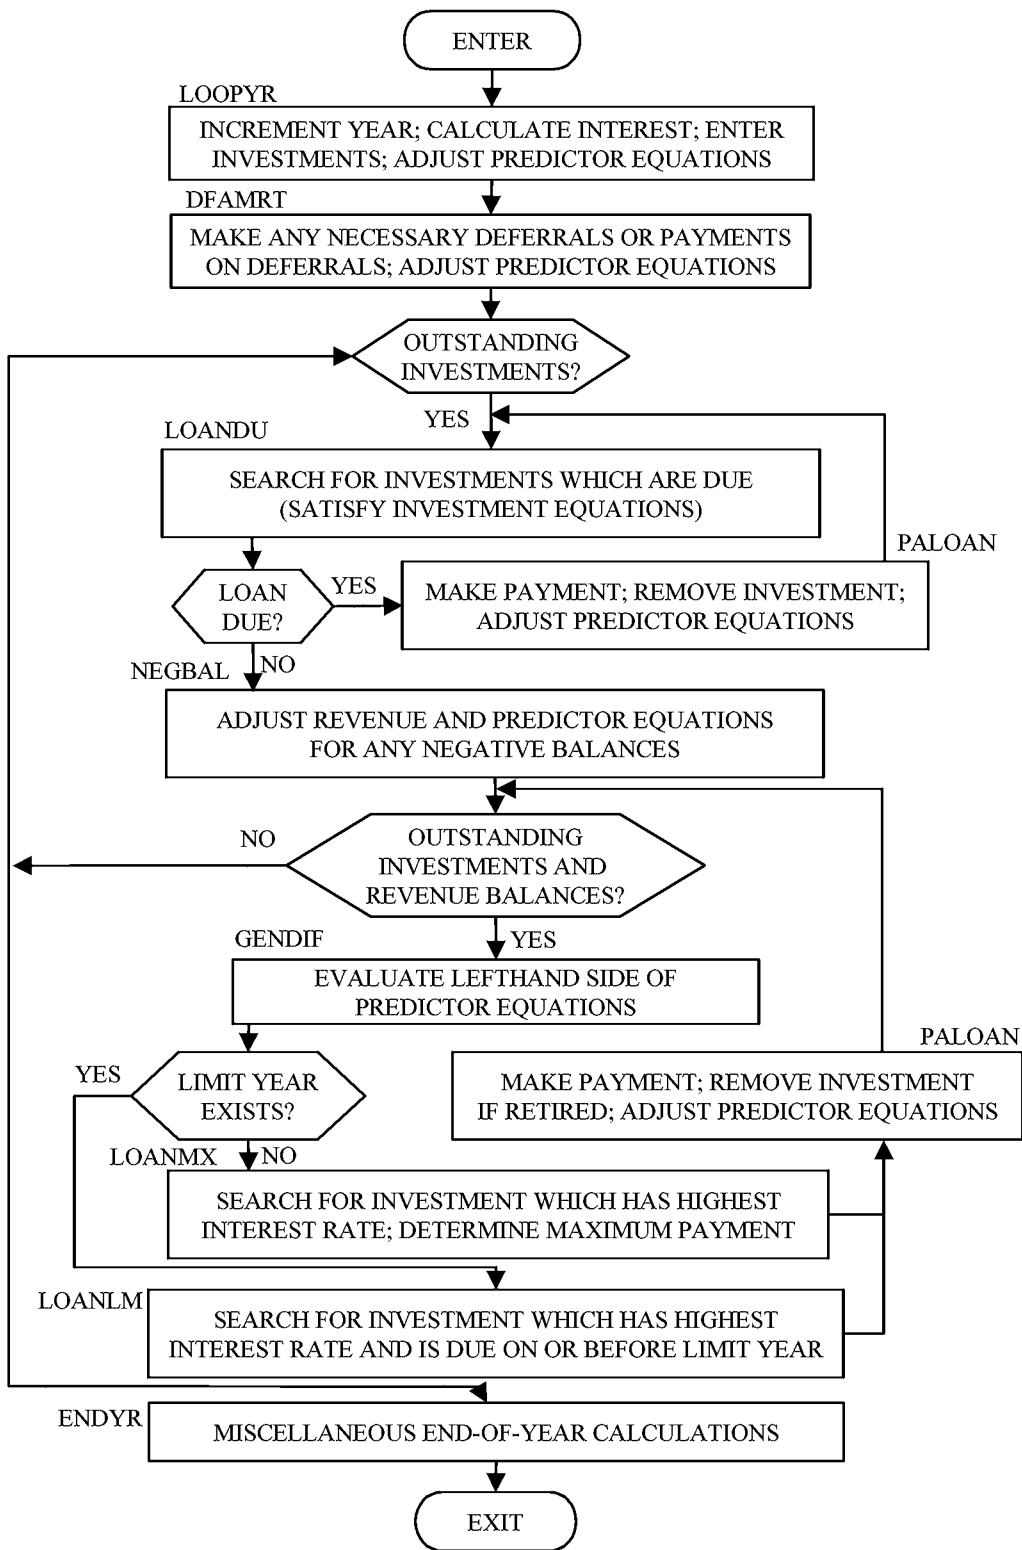 ENTER
LOOPYR
INCREMENT YEAR; CALCULATE INTEREST; ENTER
INVESTMENTS; ADJUST PREDICTOR EQUATIONS
DFAMRT
MAKE ANY NECESSARY DEFERRALS OR PAYMENTS
ON DEFERRALS; ADJUST PREDICTOR EQUATIONS
OUTSTANDING
INVESTMENTS?
YES
LOANDU
SEARCH FOR INVESTMENTS WHICH ARE DUE
(SATISFY INVESTMENT EQUATIONS)
PALOAN
LOAN
DUE?
YES
MAKE PAYMENT; REMOVE INVESTMENT;
ADJUST PREDICTOR EQUATIONS
NEGBAL
NO
ADJUST REVENUE AND PREDICTOR EQUATIONS
FOR ANY NEGATIVE BALANCES
NO
OUTSTANDING
INVESTMENTS AND
REVENUE BALANCES?
GENDIF
YES
EVALUATE LEFTHAND SIDE OF
PREDICTOR EQUATIONS
PALOAN
YES
LIMIT YEAR
EXISTS?
MAKE PAYMENT; REMOVE INVESTMENT
IF RETIRED; ADJUST PREDICTOR EQUATIONS
LOANMX
NO
SEARCH FOR INVESTMENT WHICH HAS HIGHEST
INTEREST RATE; DETERMINE MAXIMUM PAYMENT
LOANLM
SEARCH FOR INVESTMENT WHICH HAS HIGHEST
INTEREST RATE AND IS DUE ON OR BEFORE LIMIT YEAR
ENDYR
MISCELLANEOUS END-OF-YEAR CALCULATIONS
EXIT